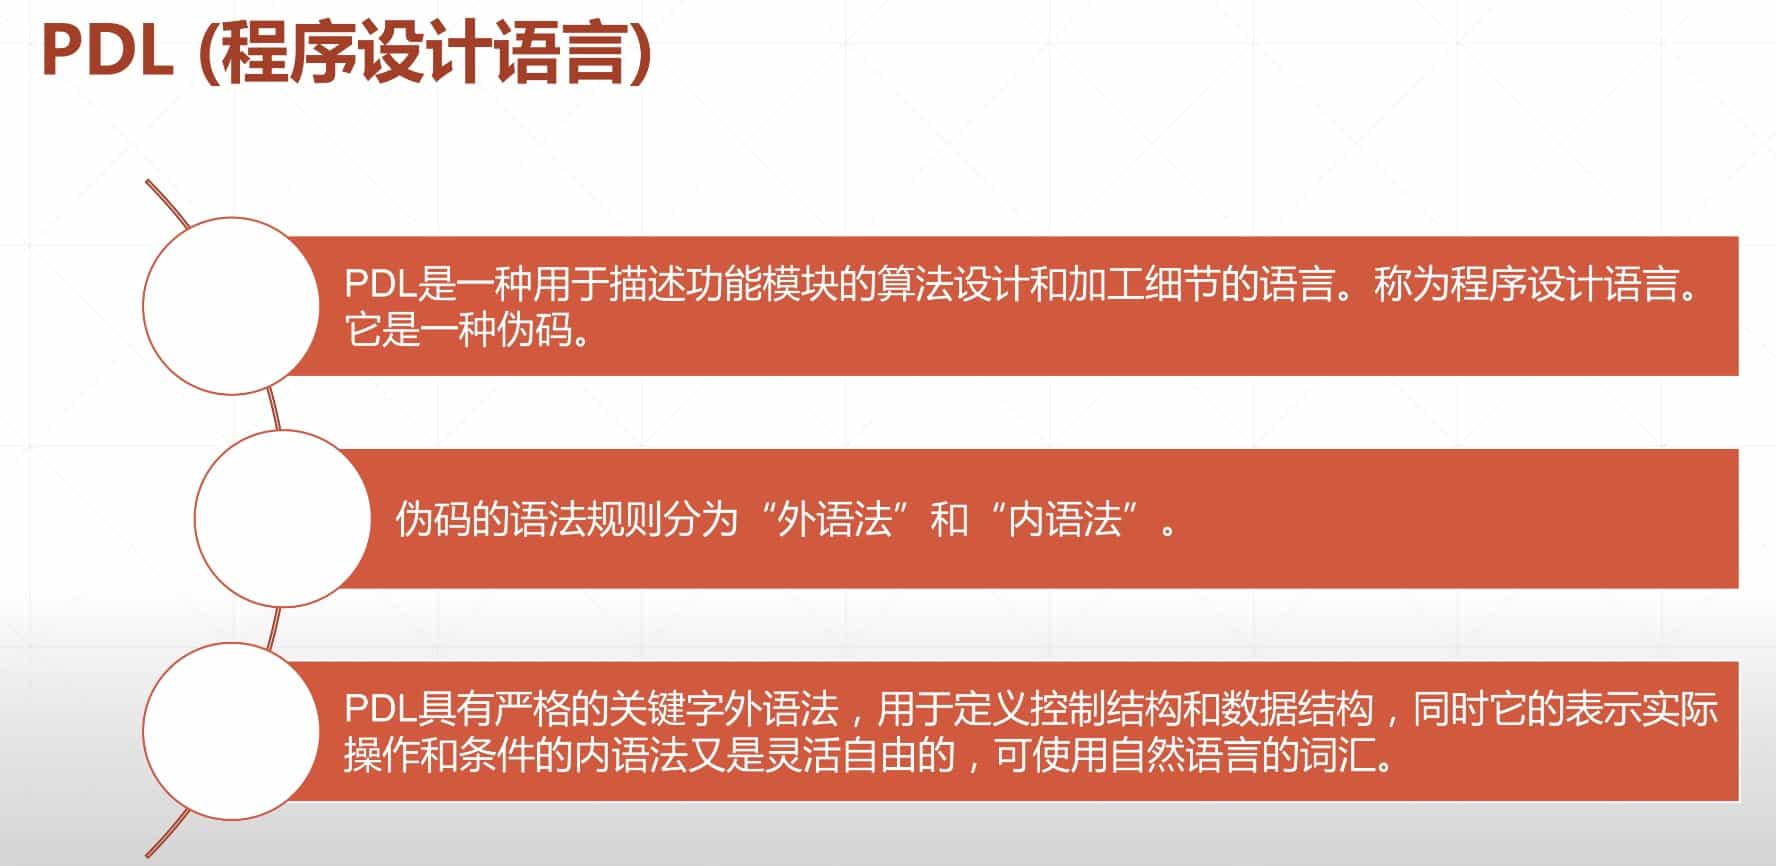 PDL (程序设计语言)
PDL是一种用于描述功能模块的算法设计和加工细节的语言。称为程序设计语言。
它是一种伪码。
伪码的语法规则分为“外语法”和“内语法”。
PDL具有严格的关键字外语法，用于定义控制结构和数据结构，同时它的表示实际
操作和条件的内语法又是灵活自由的，可使用自然语言的词汇。